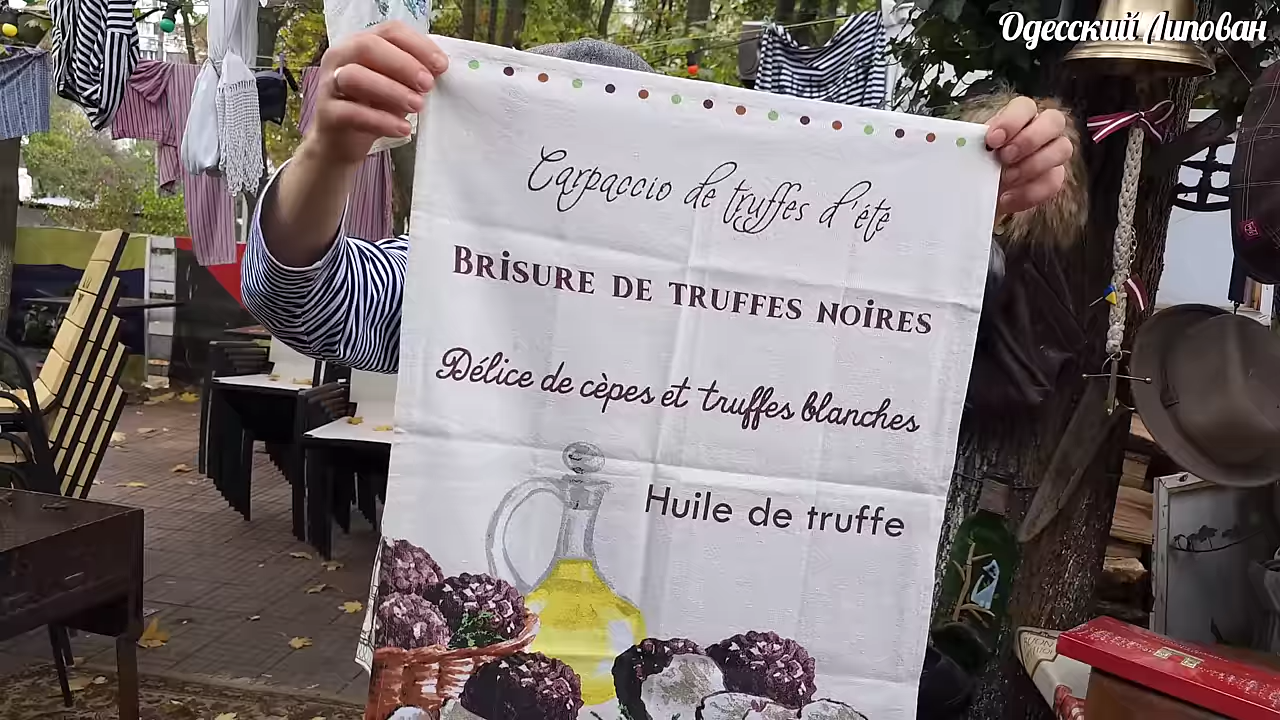 Одесский Липован
Carpaccio de truffes d'été
BRISURE DE TRUFFES NOIRES
Délice de cèpes et truffes blanches
Huile de truffe